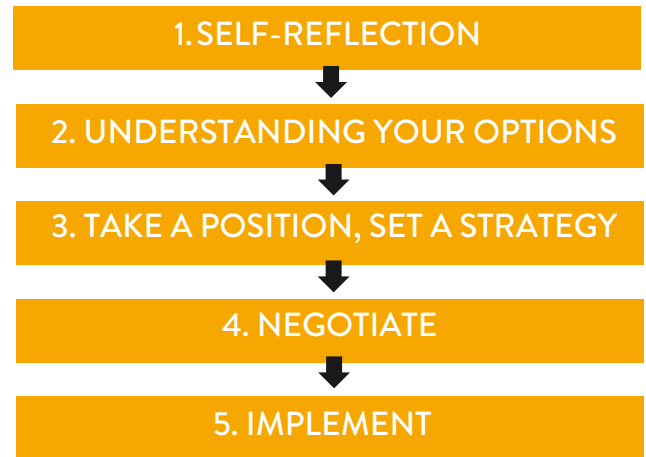 1. SELF-REFLECTION
2. UNDERSTANDING YOUR OPTIONS
3. TAKE A POSITION, SET A STRATEGY
4. NEGOTIATE
5. IMPLEMENT